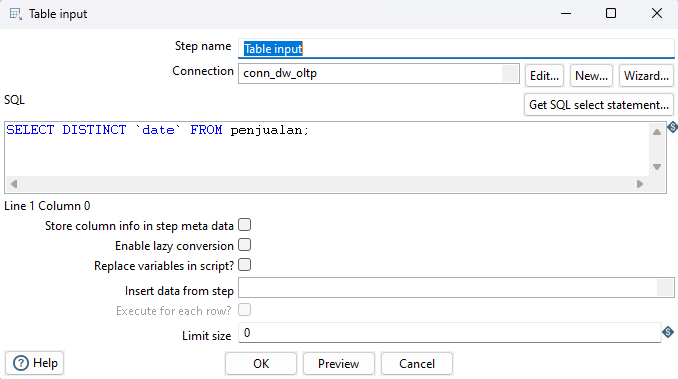 Table input
Step name Table input
Connection conn_dw_oltp Edit... New... Wizard...
SQL Get SQL select statement...
SELECT DISTINCT `date` FROM penjualan;
Line 1 Column 0
Store column info in step meta data
Enable lazy conversion
Replace variables in script?
Insert data from step
Execute for each row?
Limit size 0
Help OK Preview Cancel